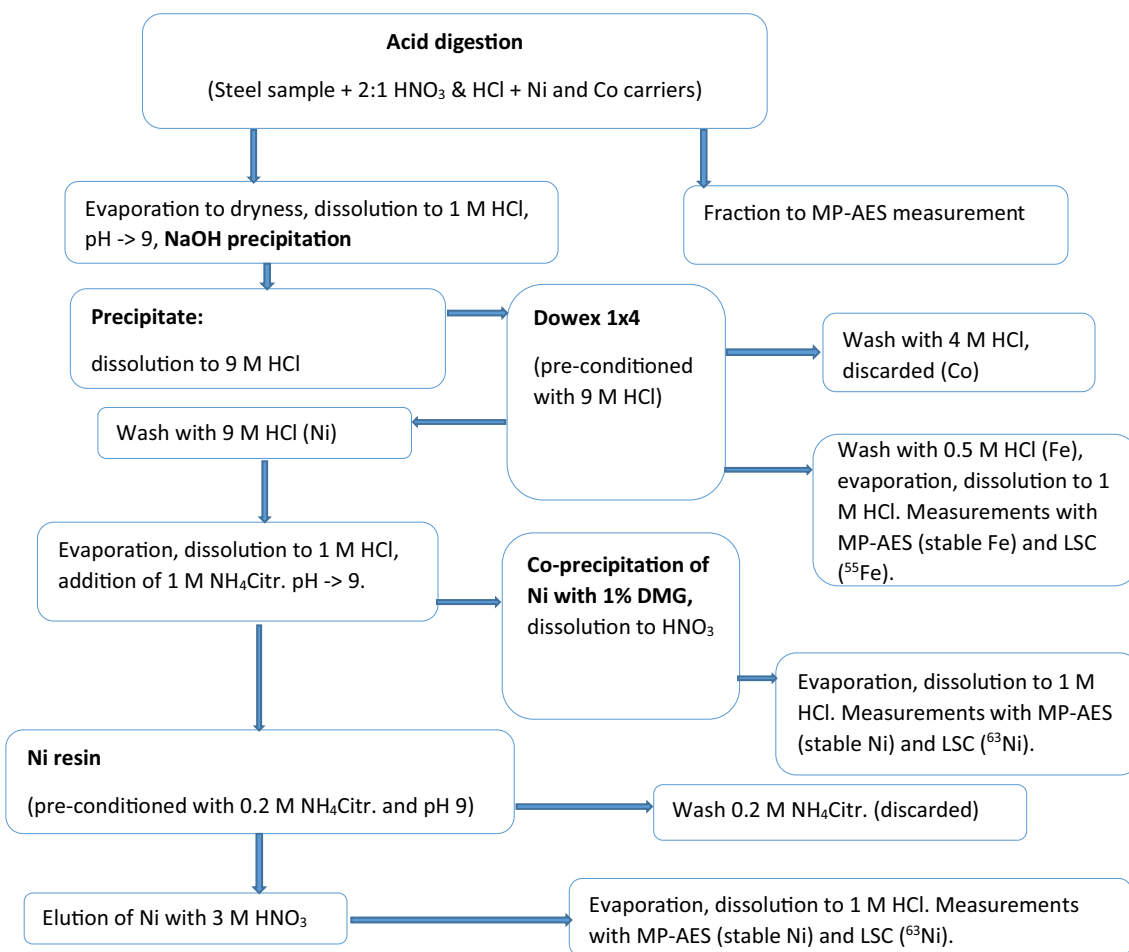 Acid digestion
(Steel sample + 2:1 HNO₃ & HCl + Ni and Co carriers)
Evaporation to dryness, dissolution to 1 M HCl,
pH -> 9, NaOH precipitation
Fraction to MP-AES measurement
Precipitate:
dissolution to 9 M HCl
Dowex 1x4
(pre-conditioned
with 9 M HCl)
Wash with 4 M HCl,
discarded (Co)
Wash with 9 M HCl (Ni)
Wash with 0.5 M HCl (Fe),
evaporation, dissolution to 1
M HCl. Measurements with
MP-AES (stable Fe) and LSC
(⁵⁵Fe).
Evaporation, dissolution to 1 M HCl,
addition of 1 M NH₄Citr. pH -> 9.
Co-precipitation of
Ni with 1% DMG,
dissolution to HNO₃
Evaporation, dissolution to 1 M
HCl. Measurements with MP-AES
(stable Ni) and LSC (⁶³Ni).
Ni resin
(pre-conditioned with 0.2 M NH₄Citr. and pH 9)
Wash 0.2 M NH₄Citr. (discarded)
Elution of Ni with 3 M HNO₃
Evaporation, dissolution to 1 M HCl. Measurements
with MP-AES (stable Ni) and LSC (⁶³Ni).